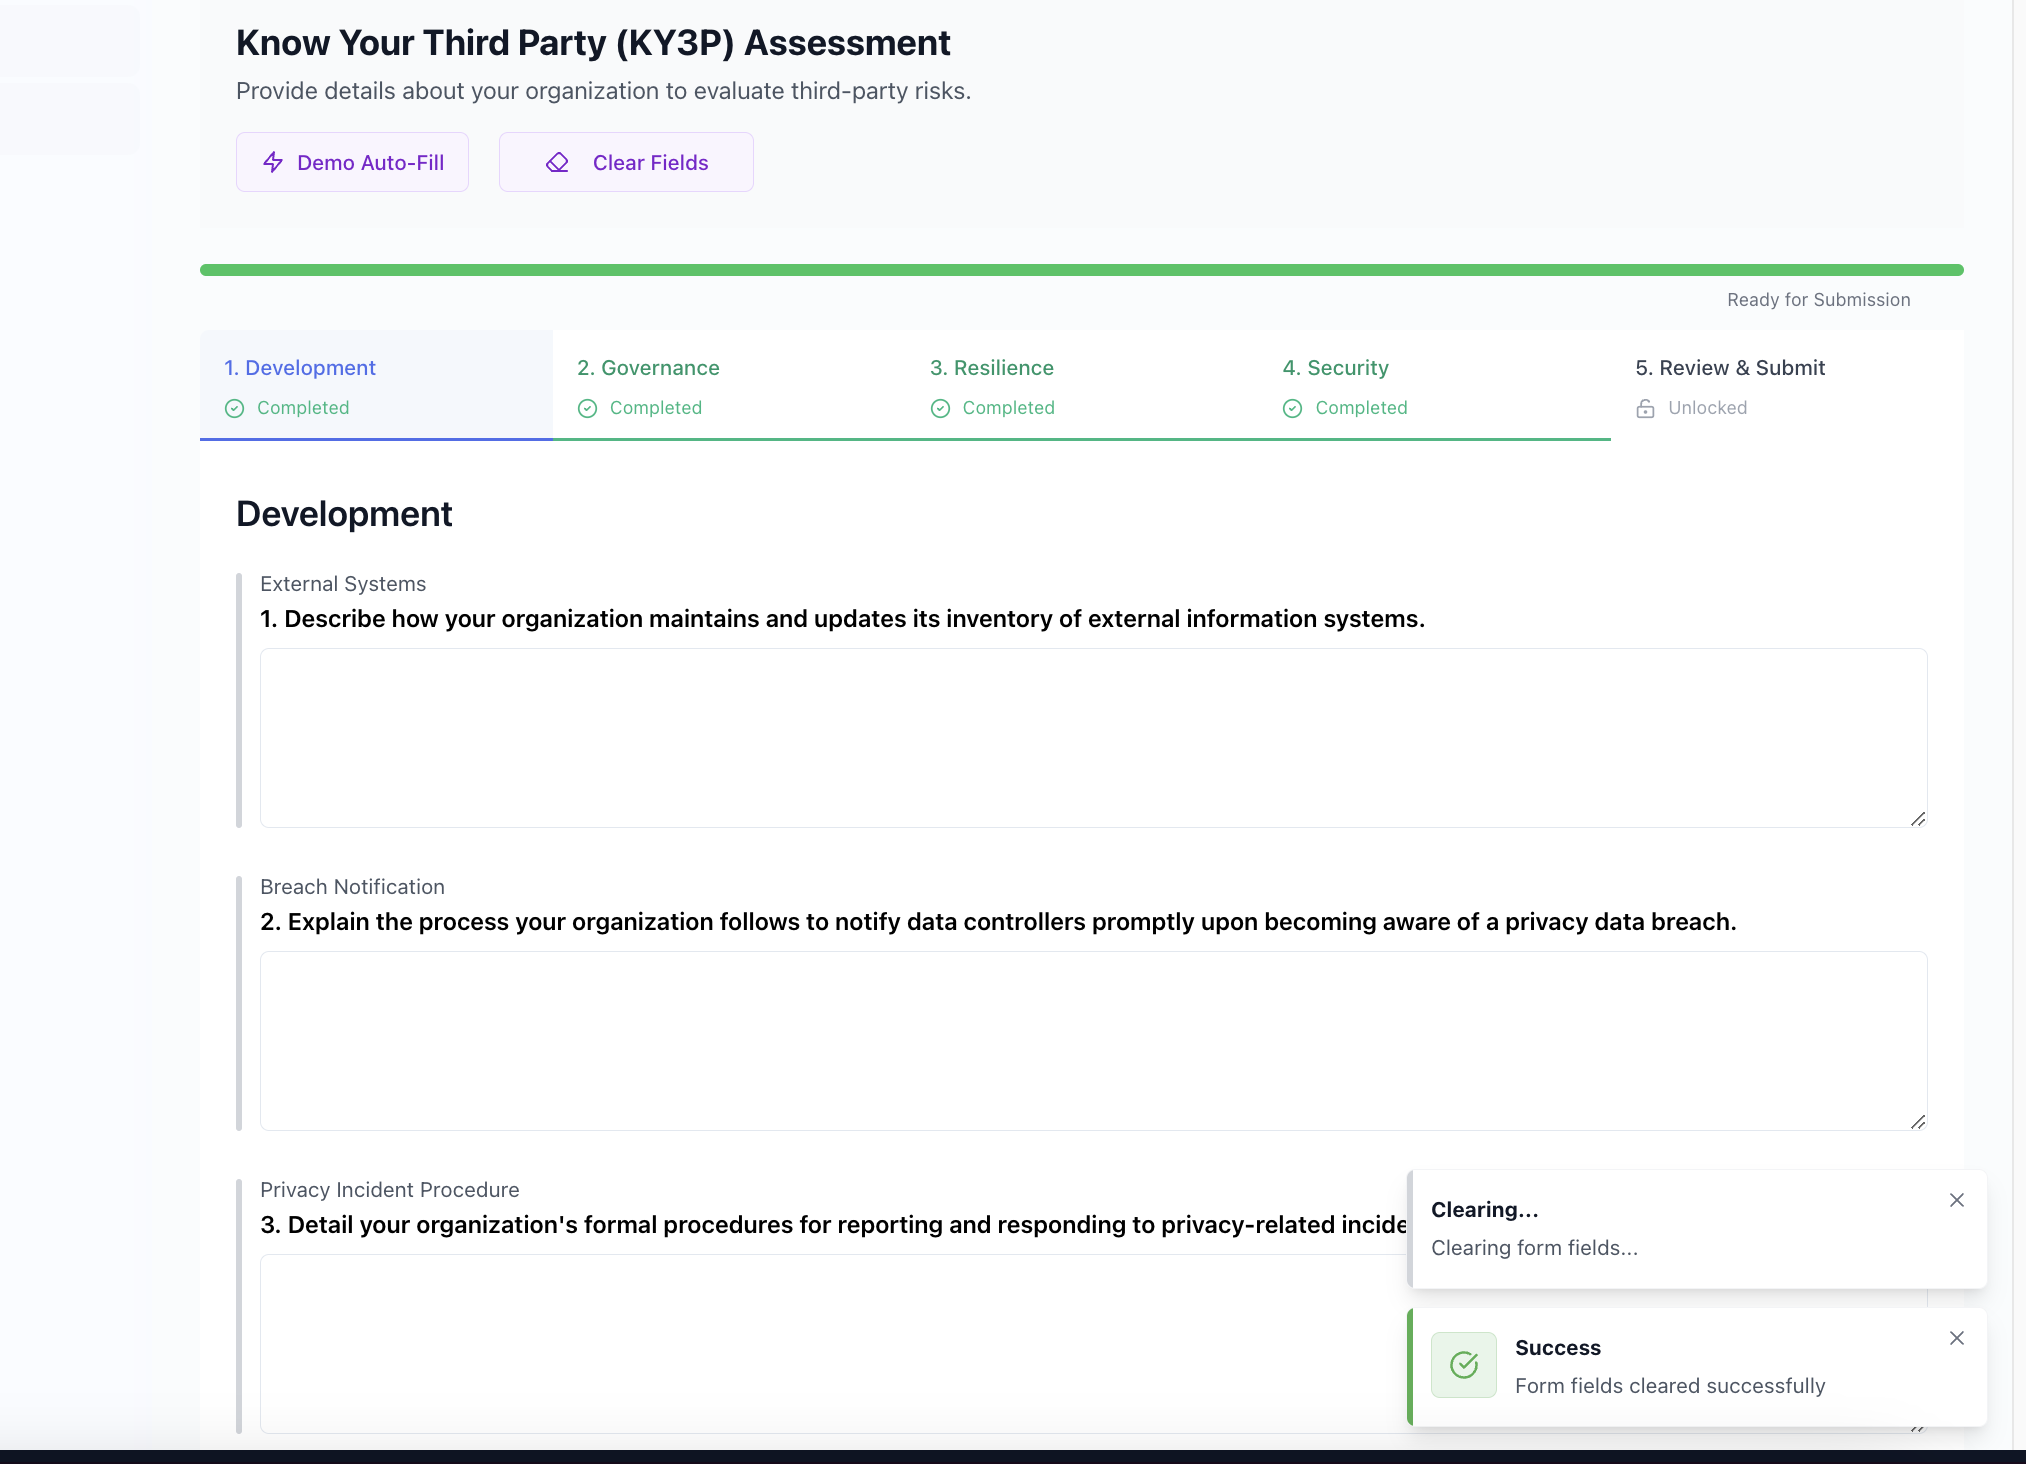 Know Your Third Party (KY3P) Assessment
Provide details about your organization to evaluate third-party risks.
Demo Auto-Fill
Clear Fields
Ready for Submission
1. Development
Completed
2. Governance
Completed
3. Resilience
Completed
4. Security
Completed
5. Review & Submit
Unlocked
Development
External Systems
1. Describe how your organization maintains and updates its inventory of external information systems.
Breach Notification
2. Explain the process your organization follows to notify data controllers promptly upon becoming aware of a privacy data breach.
Privacy Incident Procedure
3. Detail your organization's formal procedures for reporting and responding to privacy-related incide
Clearing...
Clearing form fields...
Success
Form fields cleared successfully